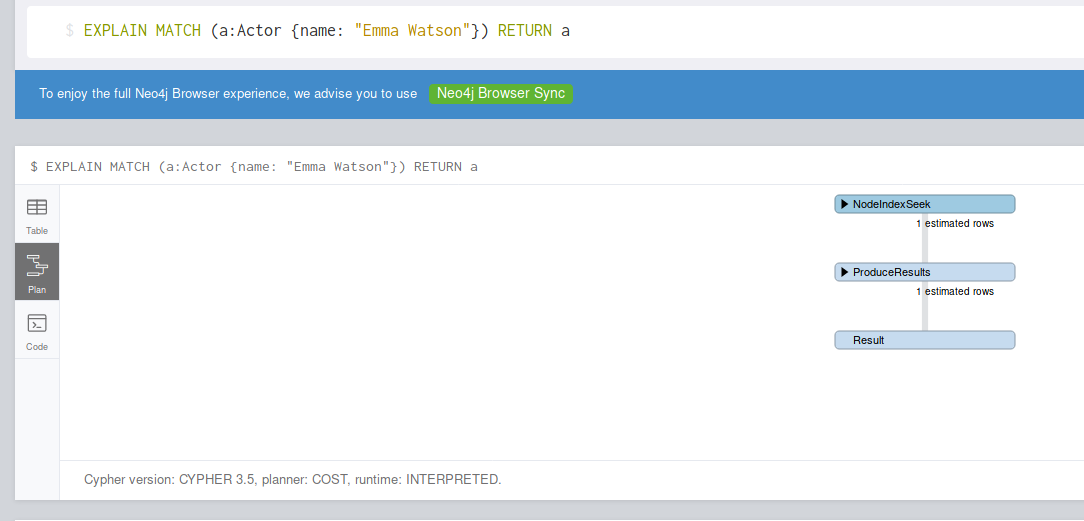 $ EXPLAIN MATCH (a:Actor {name: "Emma Watson"}) RETURN a
To enjoy the full Neo4j Browser experience, we advise you to use Neo4j Browser Sync
$ EXPLAIN MATCH (a:Actor {name: "Emma Watson"}) RETURN a
Table
Plan
Code
NodeIndexSeek
1 estimated rows
ProduceResults
1 estimated rows
Result
Cypher version: CYPHER 3.5, planner: COST, runtime: INTERPRETED.